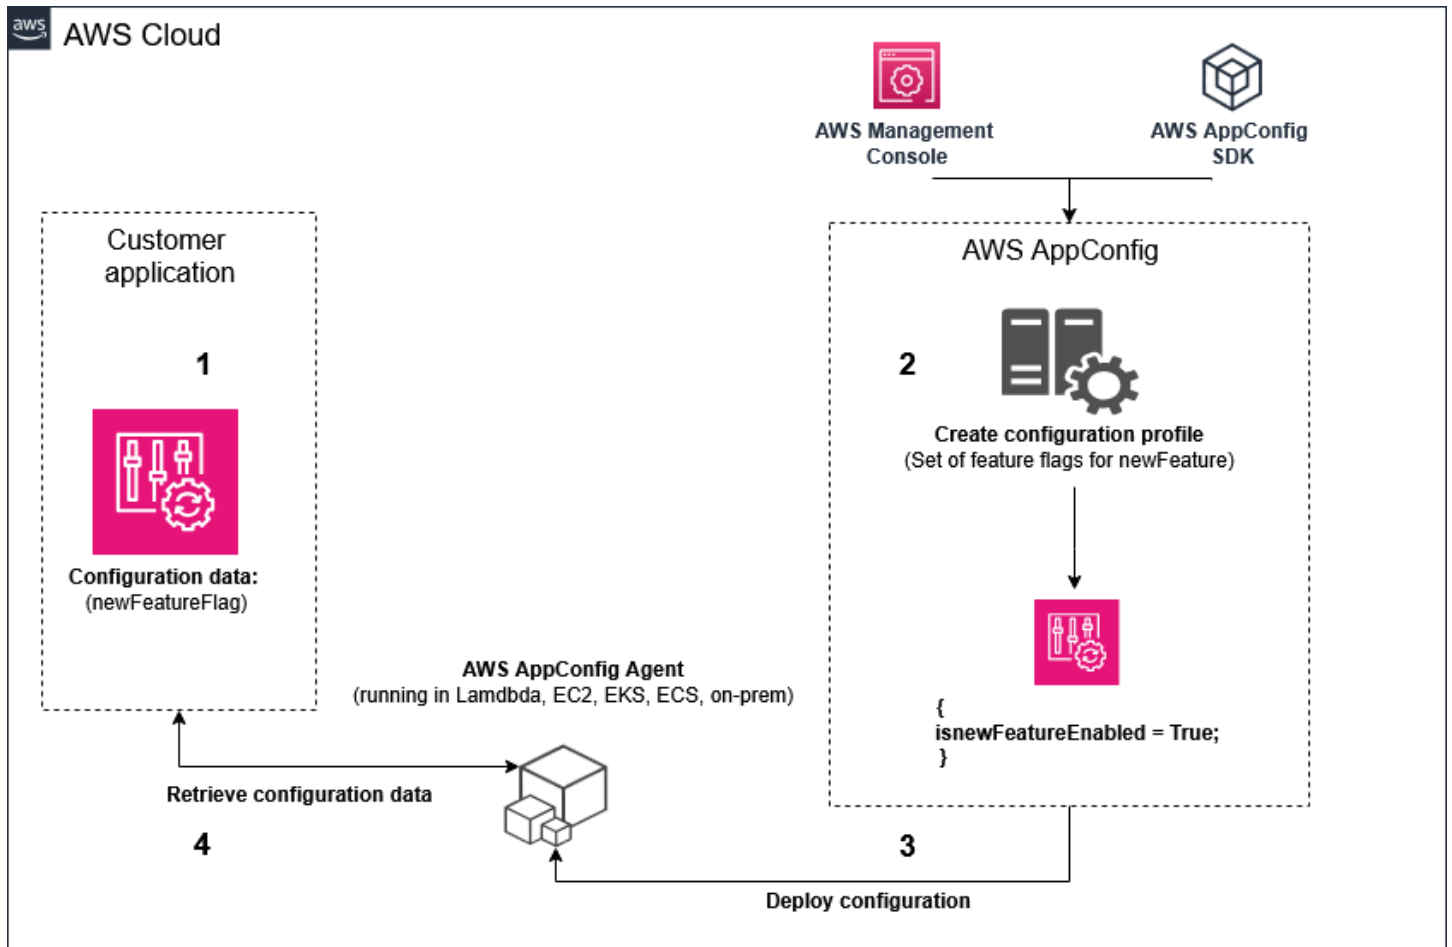 aws
AWS Cloud
AWS Management
Console
AWS AppConfig
SDK
Customer
application
1
Configuration data:
(newFeatureFlag)
AWS AppConfig
2
Create configuration profile
(Set of feature flags for newFeature)
{
isnewFeatureEnabled = True;
}
AWS AppConfig Agent
(running in Lamdbda, EC2, EKS, ECS, on-prem)
Retrieve configuration data
4
3
Deploy configuration